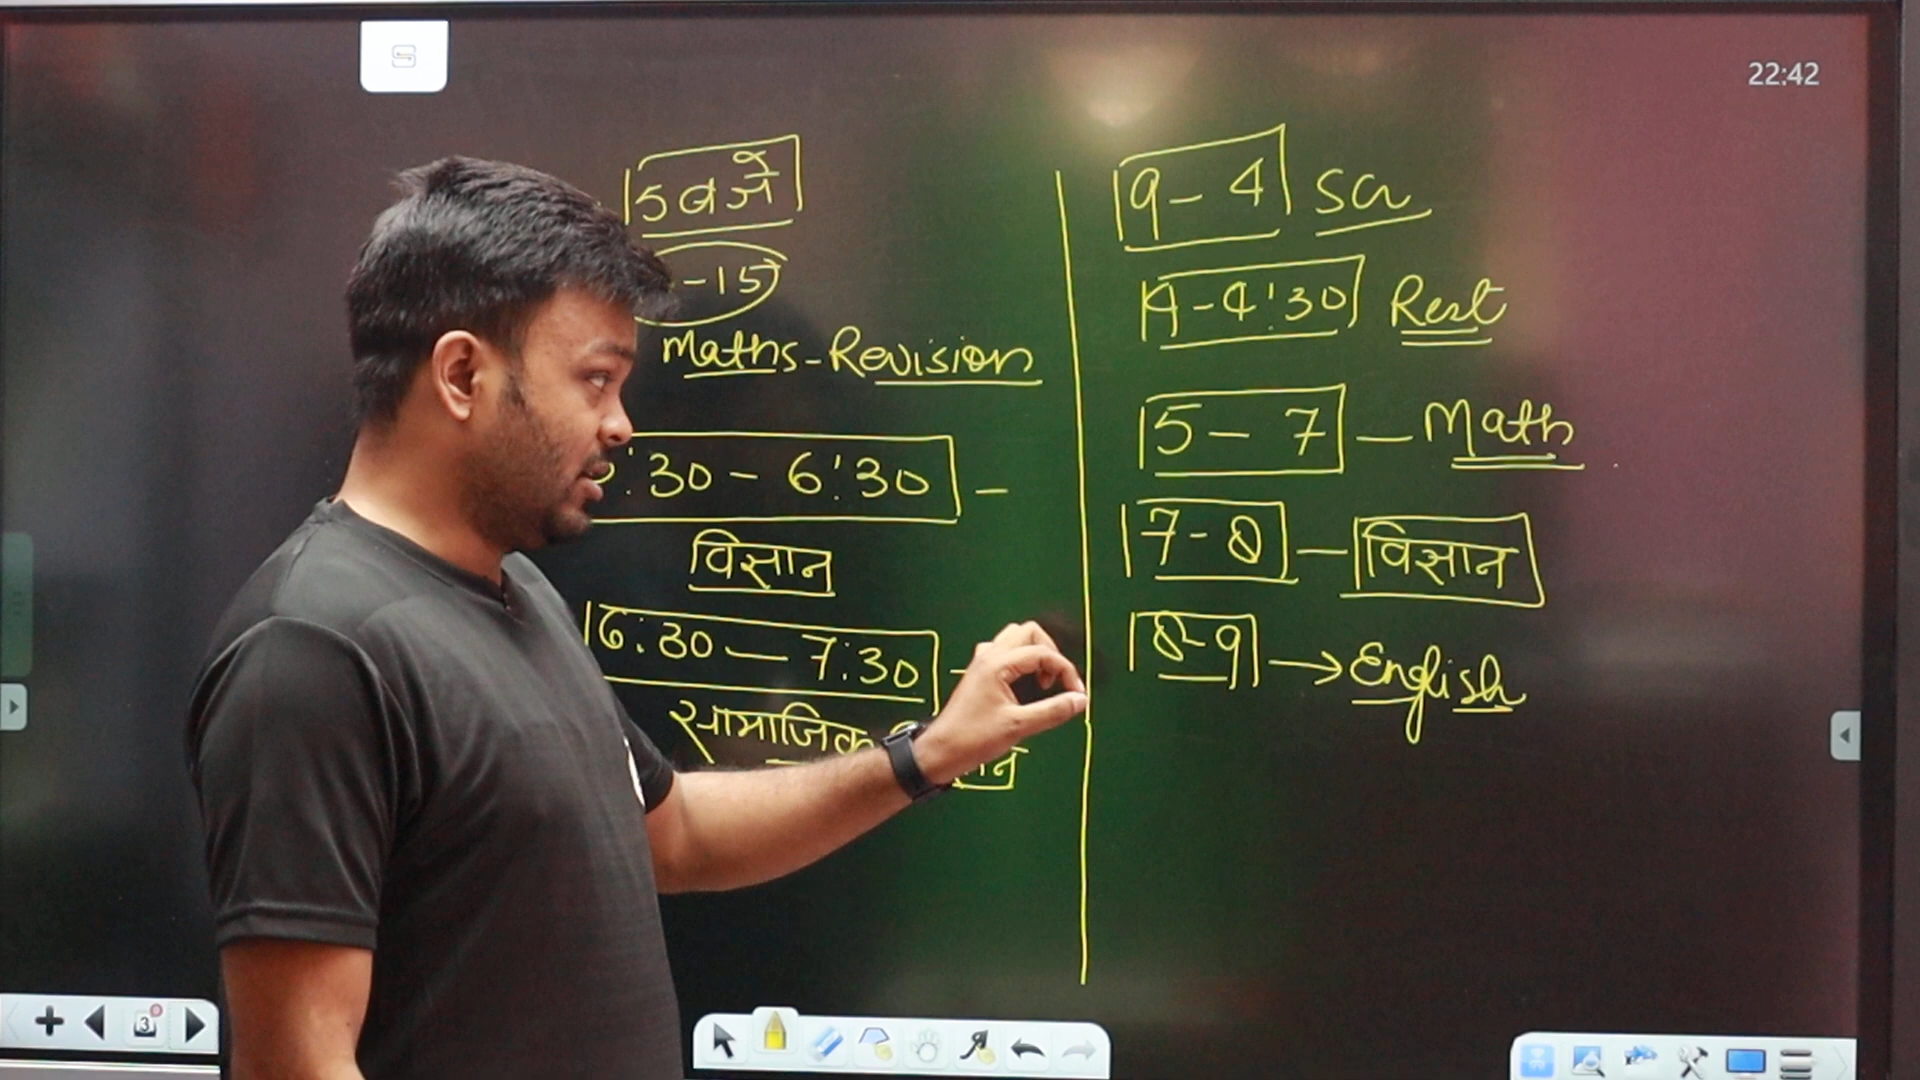 22:42
5 बजे
-15
Maths-Revision
:30 - 6:30 -
विज्ञान
6:30 - 7:30 -
सामाजिक
9-4
4-4:30 Rest
5-7 - Math
7-8 - विज्ञान
8-9 → English
3